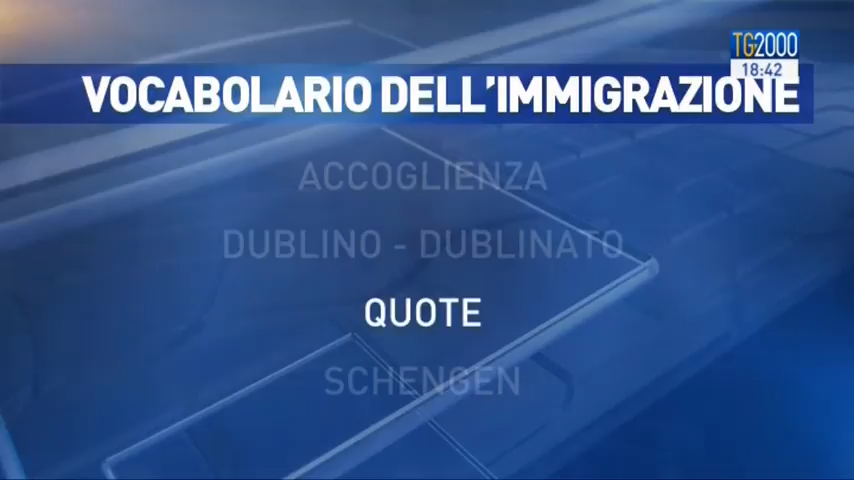 TG2000
18:42
VOCABOLARIO DELL'IMMIGRAZIONE
ACCOGLIENZA
DUBLINO - DUBLINATO
QUOTE
SCHENGEN